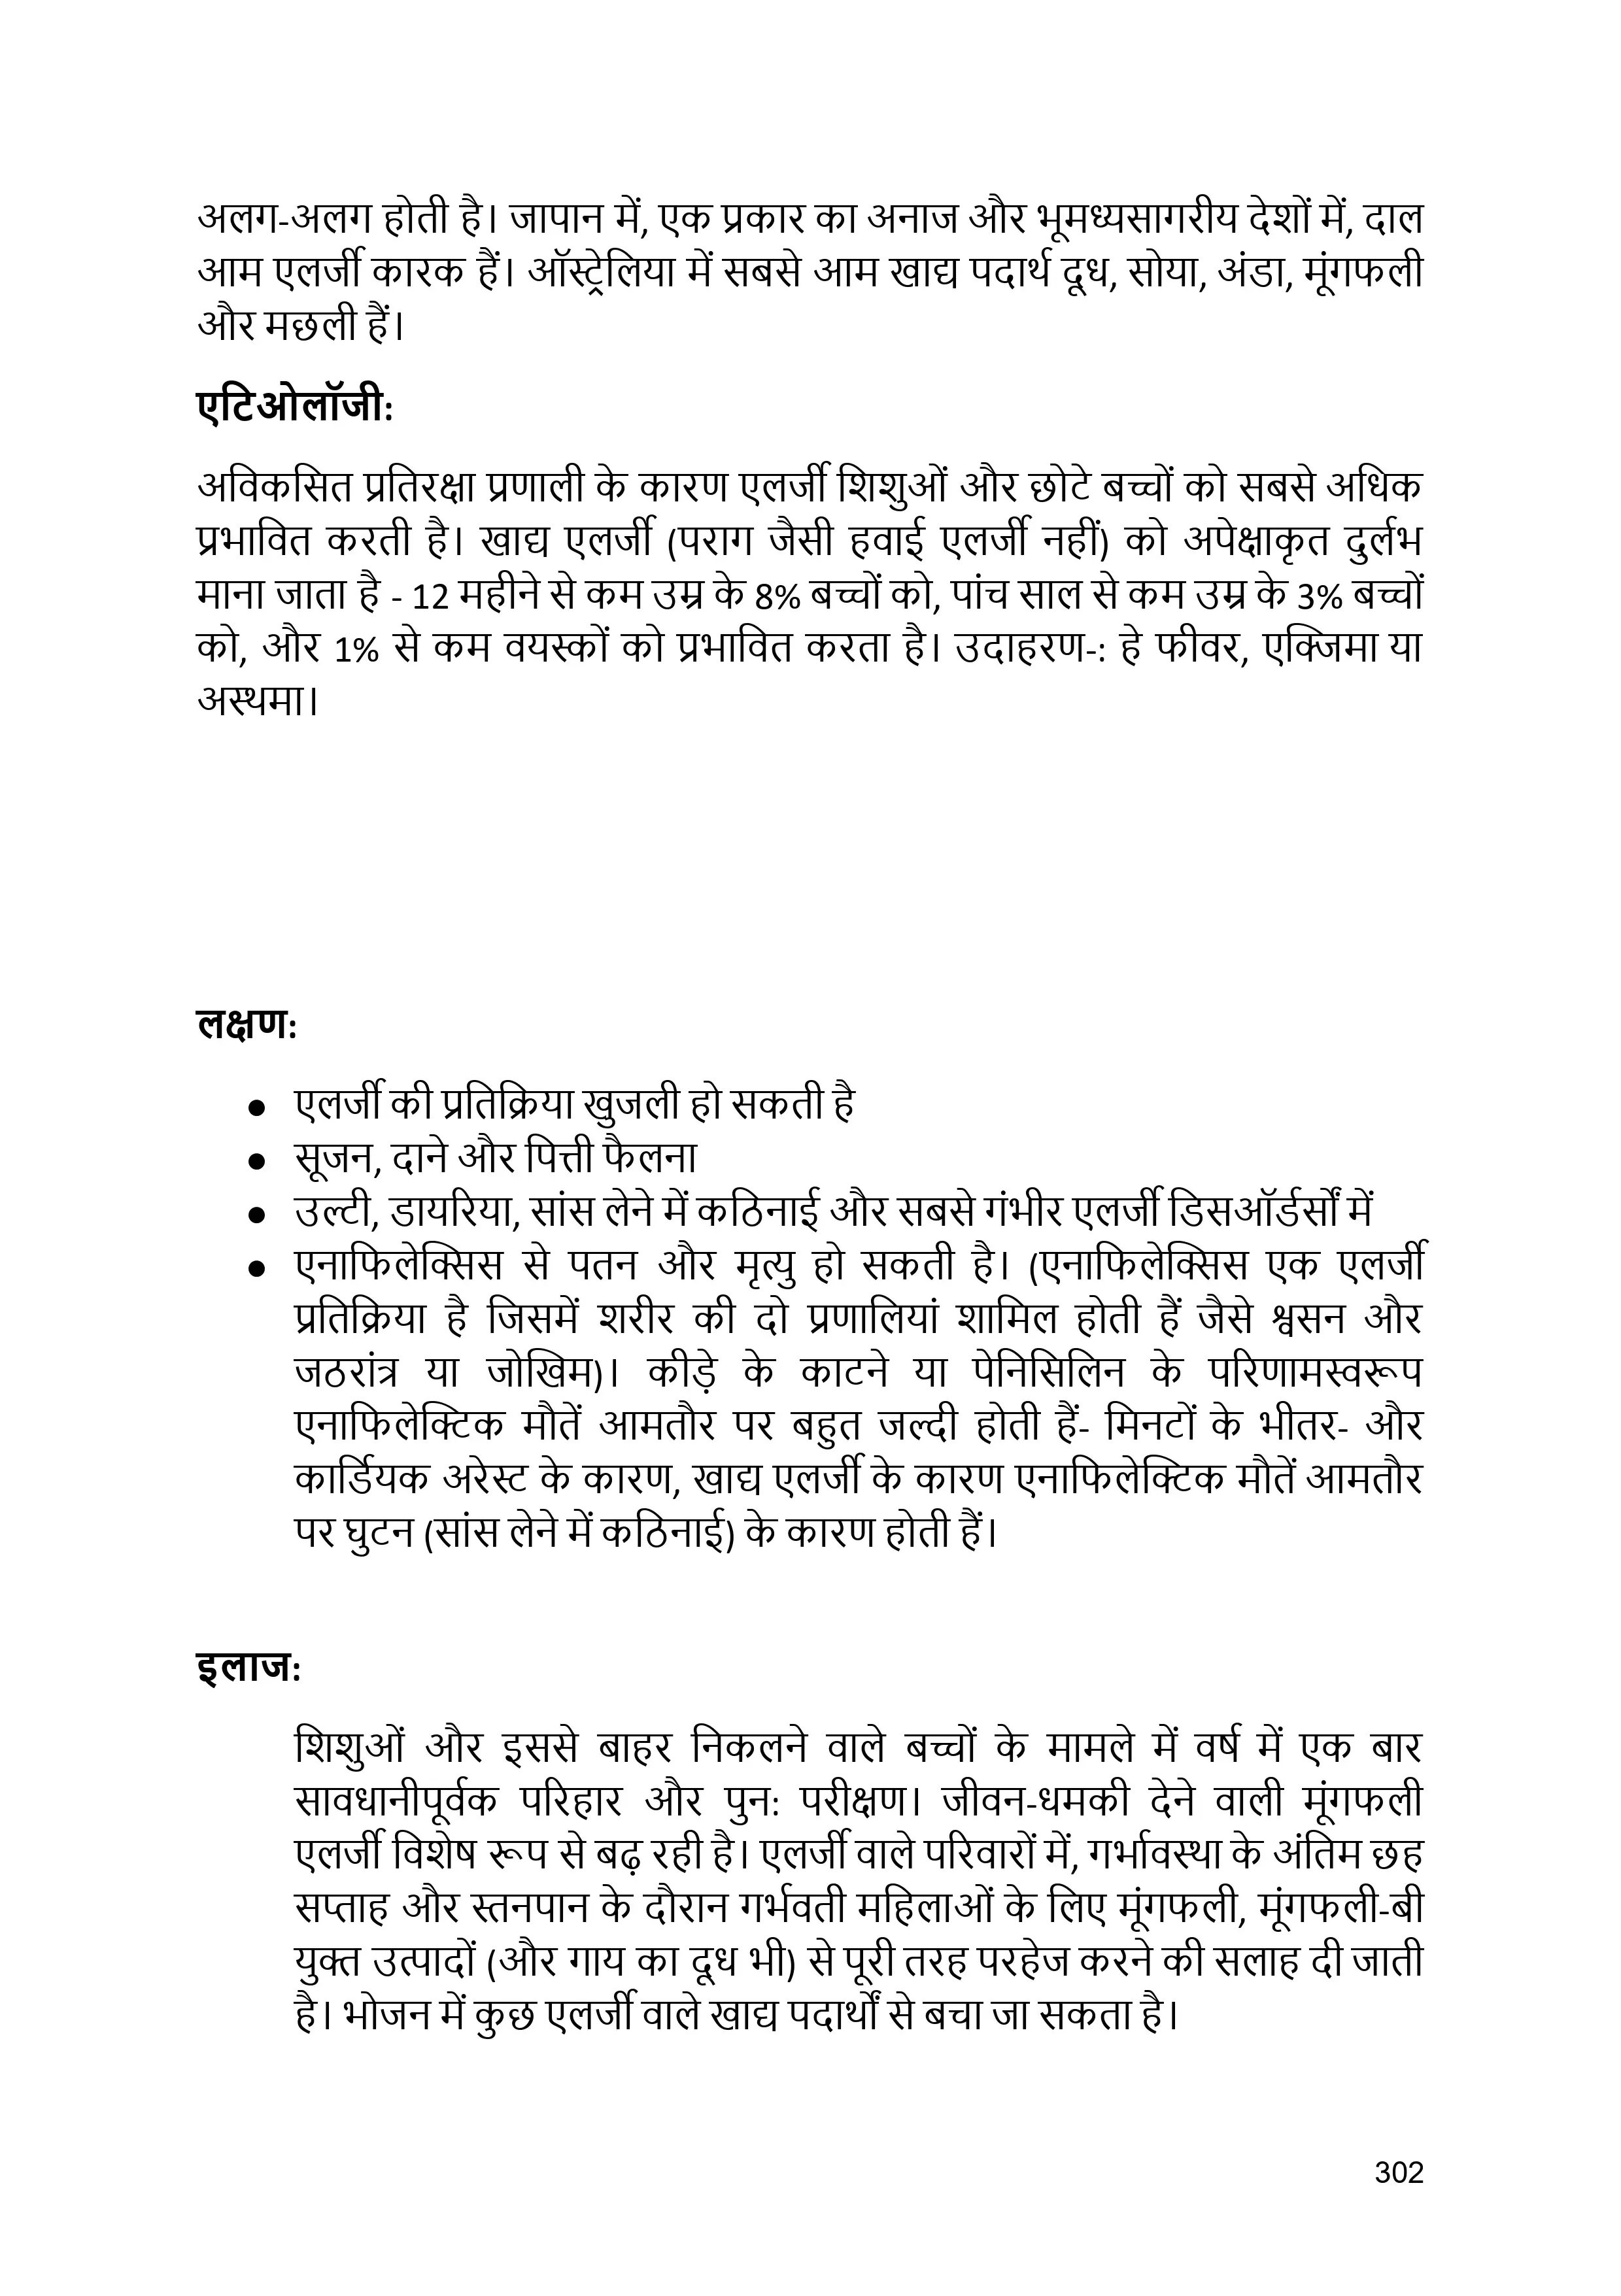 अलग-अलग होती है। जापान में, एक प्रकार का अनाज और भूमध्यसागरीय देशों में, दाल
आम एलर्जी कारक हैं। ऑस्ट्रेलिया में सबसे आम खाद्य पदार्थ दूध, सोया, अंडा, मूंगफली
और मछली हैं।
एटिओलॉजी:
अविकसित प्रतिरक्षा प्रणाली के कारण एलर्जी शिशुओं और छोटे बच्चों को सबसे अधिक
प्रभावित करती है। खाद्य एलर्जी (पराग जैसी हवाई एलर्जी नहीं) को अपेक्षाकृत दुर्लभ
माना जाता है - 12 महीने से कम उम्र के 8% बच्चों को, पांच साल से कम उम्र के 3% बच्चों
को, और 1% से कम वयस्कों को प्रभावित करता है। उदाहरण-: हे फीवर, एक्जिमा या
अस्थमा।
लक्षण:
● एलर्जी की प्रतिक्रिया खुजली हो सकती है
● सूजन, दाने और पित्ती फैलना
● उल्टी, डायरिया, सांस लेने में कठिनाई और सबसे गंभीर एलर्जी डिसऑर्डर्सों में
● एनाफिलेक्सिस से पतन और मृत्यु हो सकती है। (एनाफिलेक्सिस एक एलर्जी
प्रतिक्रिया है जिसमें शरीर की दो प्रणालियां शामिल होती हैं जैसे श्वसन और
जठरांत्र या जोखिम)। कीड़े के काटने या पेनिसिलिन के परिणामस्वरूप
एनाफिलेक्टिक मौतें आमतौर पर बहुत जल्दी होती हैं- मिनटों के भीतर- और
कार्डियक अरेस्ट के कारण, खाद्य एलर्जी के कारण एनाफिलेक्टिक मौतें आमतौर
पर घुटन (सांस लेने में कठिनाई) के कारण होती हैं।
इलाज:
शिशुओं और इससे बाहर निकलने वाले बच्चों के मामले में वर्ष में एक बार
सावधानीपूर्वक परिहार और पुन: परीक्षण। जीवन-धमकी देने वाली मूंगफली
एलर्जी विशेष रूप से बढ़ रही है। एलर्जी वाले परिवारों में, गर्भावस्था के अंतिम छह
सप्ताह और स्तनपान के दौरान गर्भवती महिलाओं के लिए मूंगफली, मूंगफली-बी
युक्त उत्पादों (और गाय का दूध भी) से पूरी तरह परहेज करने की सलाह दी जाती
है। भोजन में कुछ एलर्जी वाले खाद्य पदार्थों से बचा जा सकता है।
302